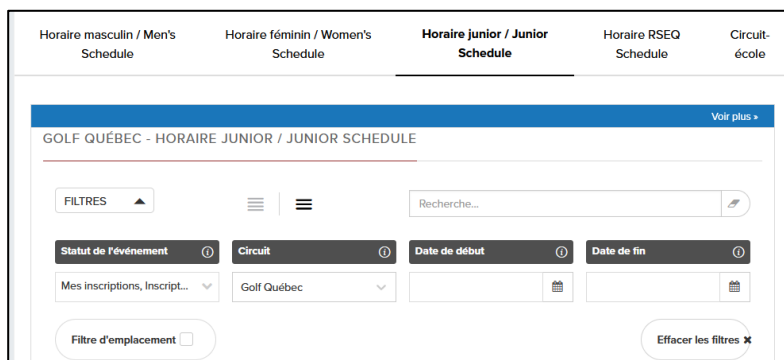 Horaire masculin / Men's Schedule
Horaire féminin / Women's Schedule
Horaire junior / Junior Schedule
Horaire RSEQ Schedule
Circuit-école
Voir plus »
GOLF QUÉBEC - HORAIRE JUNIOR / JUNIOR SCHEDULE
FILTRES
Recherche...
Statut de l'événement
Circuit
Date de début
Date de fin
Mes inscriptions, Inscript...
Golf Québec
Filtre d'emplacement
Effacer les filtres ×